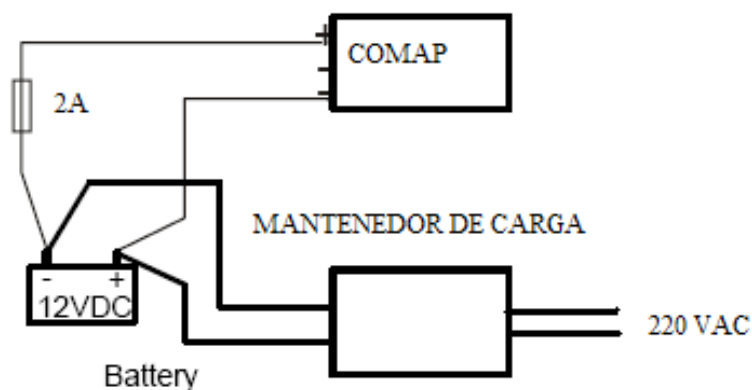 +
COMAP
-
-
2A
MANTENEDOR DE CARGA
- +
12VDC
220 VAC
Battery